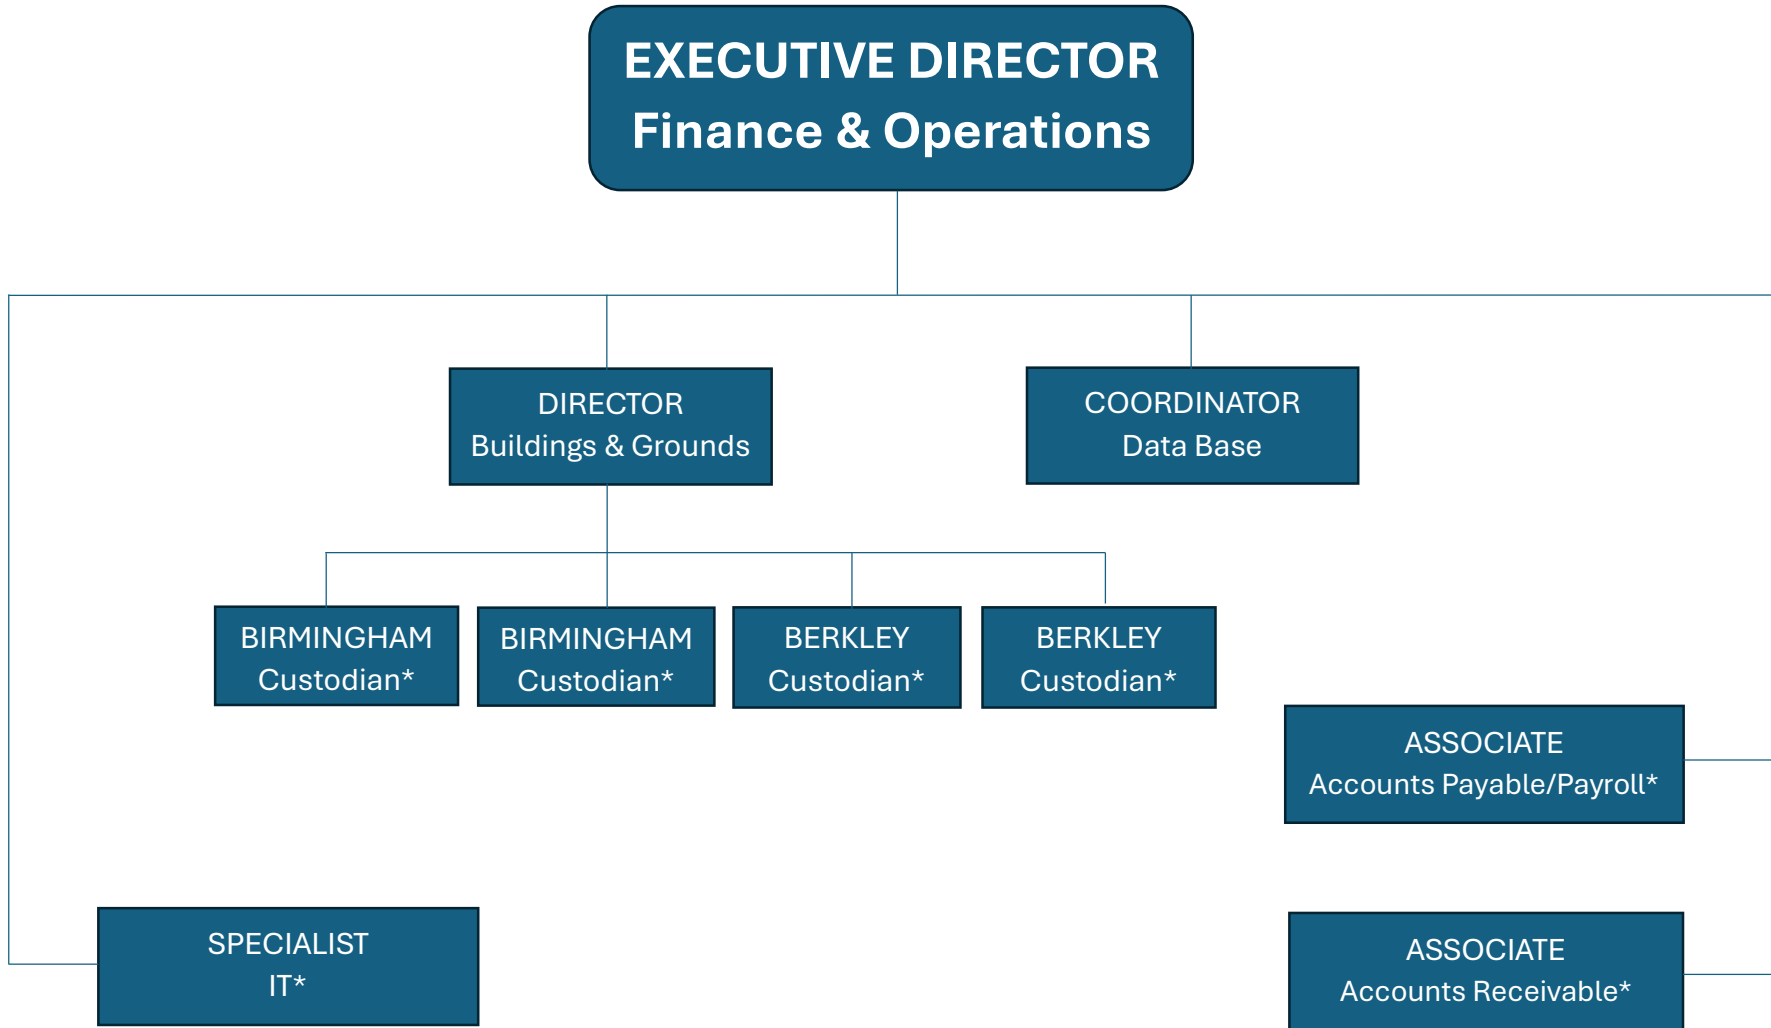 EXECUTIVE DIRECTOR
Finance & Operations
DIRECTOR
Buildings & Grounds
COORDINATOR
Data Base
BIRMINGHAM
Custodian*
BIRMINGHAM
Custodian*
BERKLEY
Custodian*
BERKLEY
Custodian*
ASSOCIATE
Accounts Payable/Payroll*
SPECIALIST
IT*
ASSOCIATE
Accounts Receivable*